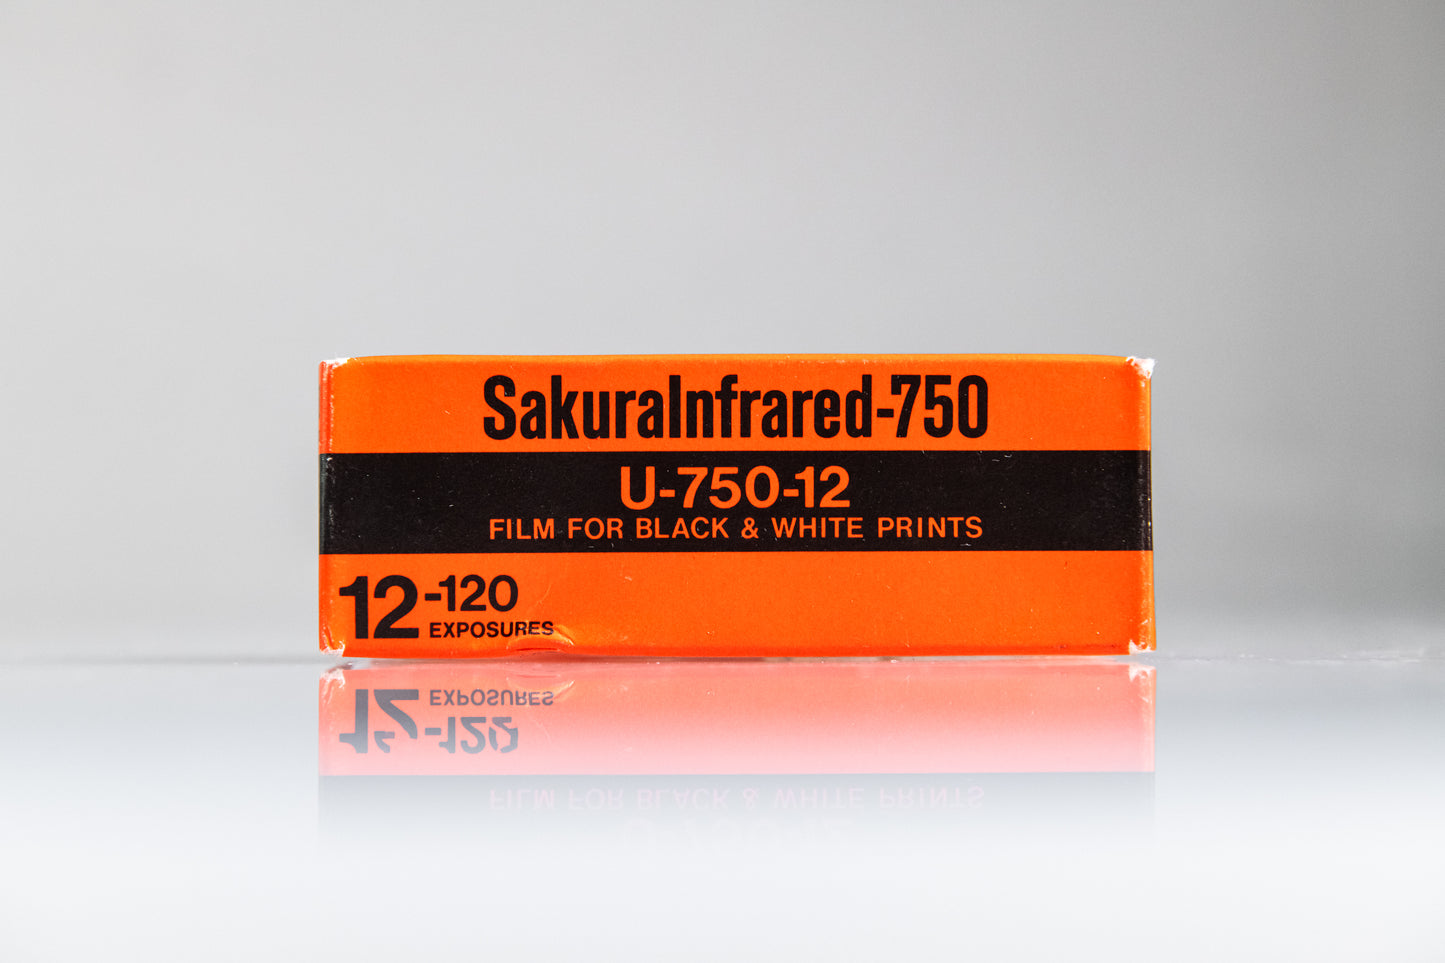 SakuraInfrared-750
U-750-12
FILM FOR BLACK & WHITE PRINTS
12-120
EXPOSURES